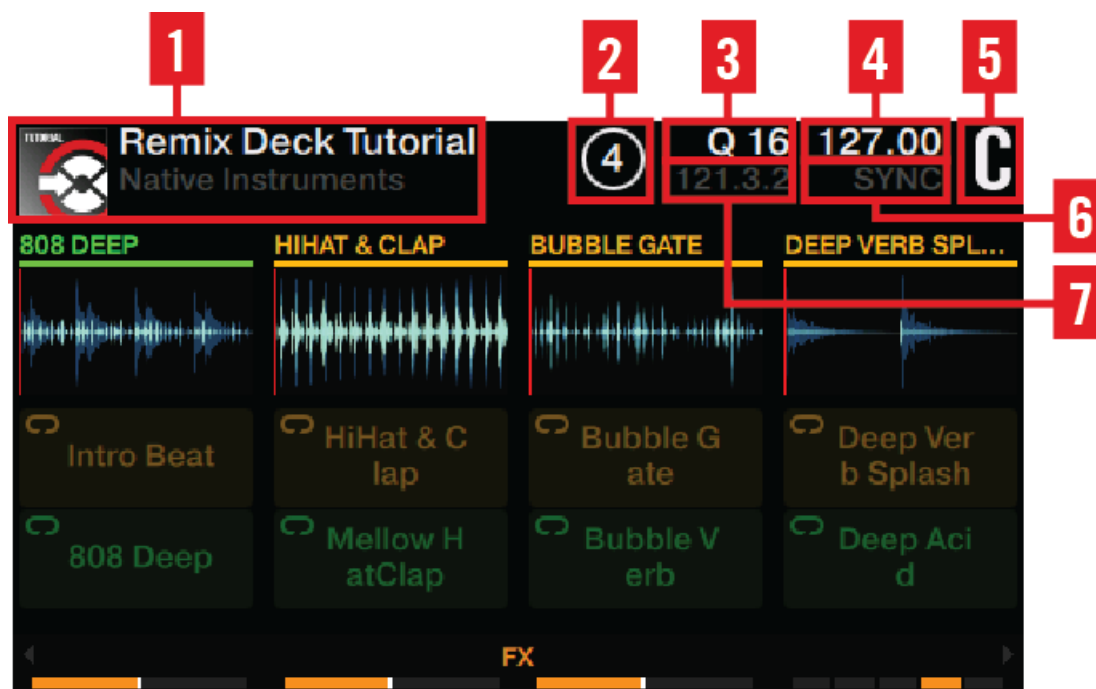 1
2
3
4
5
TUTORIAL
Remix Deck Tutorial
Native Instruments
4
Q 16
121.3.2
127.00
SYNC
C
6
7
808 DEEP
HIHAT & CLAP
BUBBLE GATE
DEEP VERB SPL...
Intro Beat
HiHat & C
lap
Bubble G
ate
Deep Ver
b Splash
808 Deep
Mellow H
atClap
Bubble V
erb
Deep Aci
d
FX